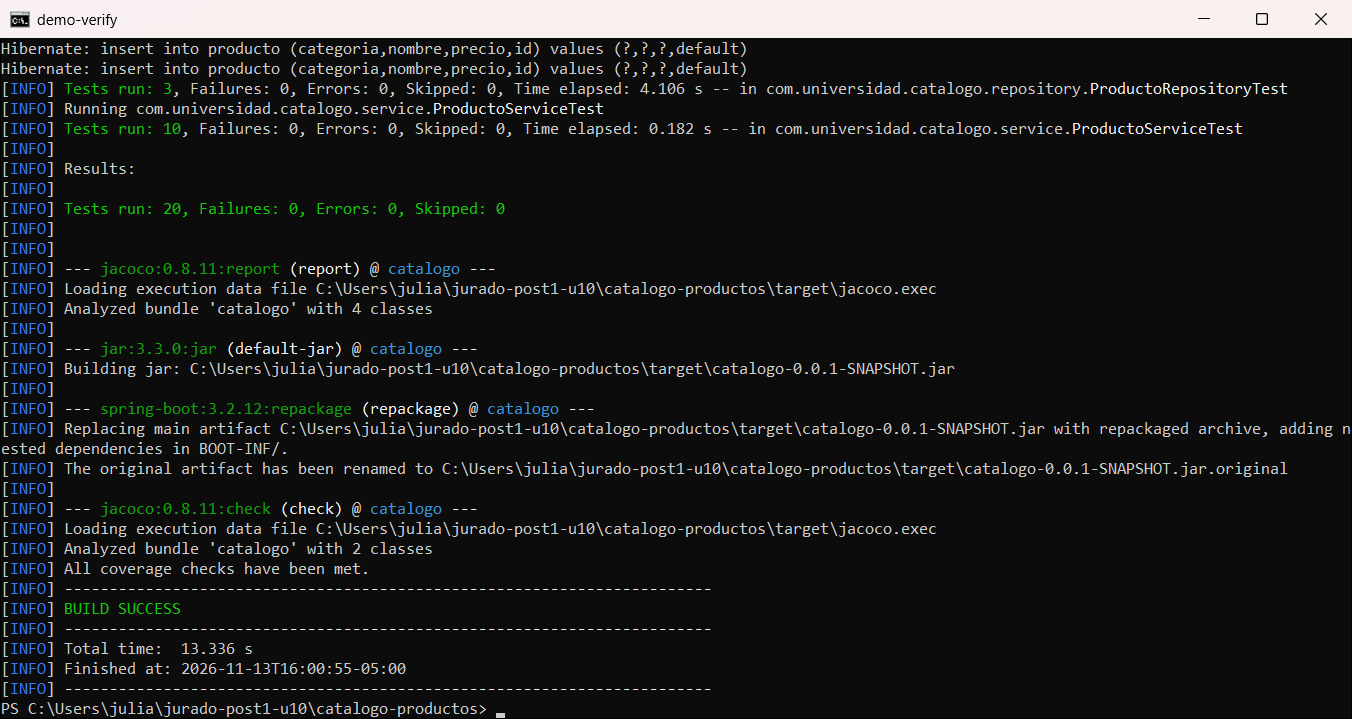 demo-verify
Hibernate: insert into producto (categoria,nombre,precio,id) values (?,?,?,default)
Hibernate: insert into producto (categoria,nombre,precio,id) values (?,?,?,default)
[INFO] Tests run: 3, Failures: 0, Errors: 0, Skipped: 0, Time elapsed: 4.106 s -- in com.universidad.catalogo.repository.ProductoRepositoryTest
[INFO] Running com.universidad.catalogo.service.ProductoServiceTest
[INFO] Tests run: 10, Failures: 0, Errors: 0, Skipped: 0, Time elapsed: 0.182 s -- in com.universidad.catalogo.service.ProductoServiceTest
[INFO]
[INFO] Results:
[INFO]
[INFO] Tests run: 20, Failures: 0, Errors: 0, Skipped: 0
[INFO]
[INFO]
[INFO] --- jacoco:0.8.11:report (report) @ catalogo ---
[INFO] Loading execution data file C:\Users\julia\jurado-post1-u10\catalogo-productos\target\jacoco.exec
[INFO] Analyzed bundle 'catalogo' with 4 classes
[INFO]
[INFO] --- jar:3.3.0:jar (default-jar) @ catalogo ---
[INFO] Building jar: C:\Users\julia\jurado-post1-u10\catalogo-productos\target\catalogo-0.0.1-SNAPSHOT.jar
[INFO]
[INFO] --- spring-boot:3.2.12:repackage (repackage) @ catalogo ---
[INFO] Replacing main artifact C:\Users\julia\jurado-post1-u10\catalogo-productos\target\catalogo-0.0.1-SNAPSHOT.jar with repackaged archive, adding n
ested dependencies in BOOT-INF/.
[INFO] The original artifact has been renamed to C:\Users\julia\jurado-post1-u10\catalogo-productos\target\catalogo-0.0.1-SNAPSHOT.jar.original
[INFO]
[INFO] --- jacoco:0.8.11:check (check) @ catalogo ---
[INFO] Loading execution data file C:\Users\julia\jurado-post1-u10\catalogo-productos\target\jacoco.exec
[INFO] Analyzed bundle 'catalogo' with 2 classes
[INFO] All coverage checks have been met.
[INFO] ------------------------------------------------------------------------
[INFO] BUILD SUCCESS
[INFO] ------------------------------------------------------------------------
[INFO] Total time:  13.336 s
[INFO] Finished at: 2026-11-13T16:00:55-05:00
[INFO] ------------------------------------------------------------------------
PS C:\Users\julia\jurado-post1-u10\catalogo-productos>